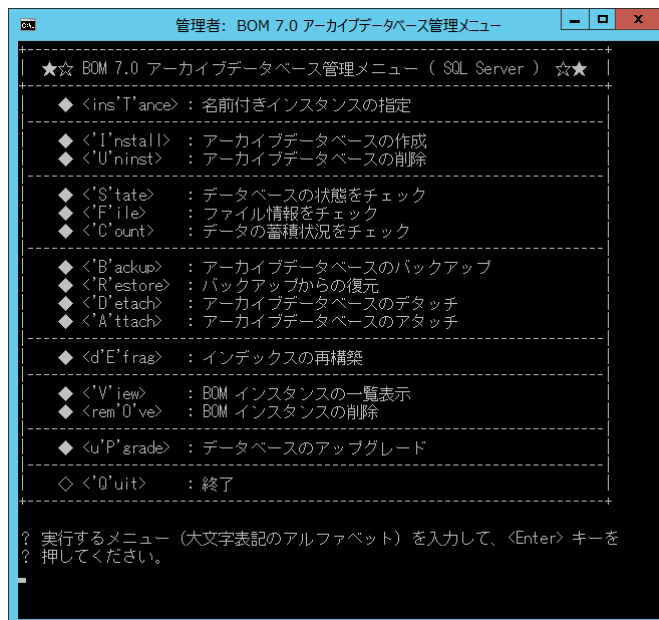 管理者: BOM 7.0 アーカイブデータベース管理メニュー
★☆ BOM 7.0 アーカイブデータベース管理メニュー ( SQL Server ) ☆★
◆ <ins'T'ance> : 名前付きインスタンスの指定
◆ <'I'nstall> : アーカイブデータベースの作成
◆ <'U'ninst> : アーカイブデータベースの削除
◆ <'S'tate> : データベースの状態をチェック
◆ <'F'ile> : ファイル情報をチェック
◆ <'C'ount> : データの蓄積状況をチェック
◆ <'B'ackup> : アーカイブデータベースのバックアップ
◆ <'R'estore> : バックアップからの復元
◆ <'D'etach> : アーカイブデータベースのデタッチ
◆ <'A'ttach> : アーカイブデータベースのアタッチ
◆ <d'E'frag> : インデックスの再構築
◆ <'V'iew> : BOM インスタンスの一覧表示
◆ <rem'O've> : BOM インスタンスの削除
◆ <u'P'grade> : データベースのアップグレード
◇ <'Q'uit> : 終了
? 実行するメニュー (大文字表記のアルファベット) を入力して、<Enter> キーを
? 押してください。